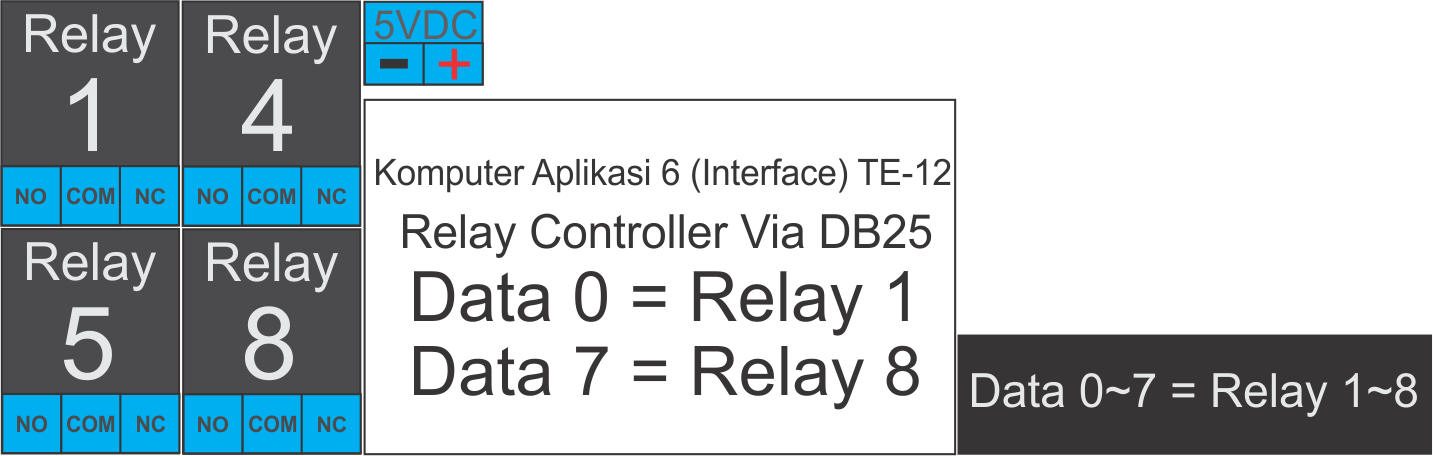 Relay
1
NO COM NC
Relay
4
NO COM NC
Relay
5
NO COM NC
Relay
8
NO COM NC
5VDC
- +
Komputer Aplikasi 6 (Interface) TE-12
Relay Controller Via DB25
Data 0 = Relay 1
Data 7 = Relay 8
Data 0~7 = Relay 1~8